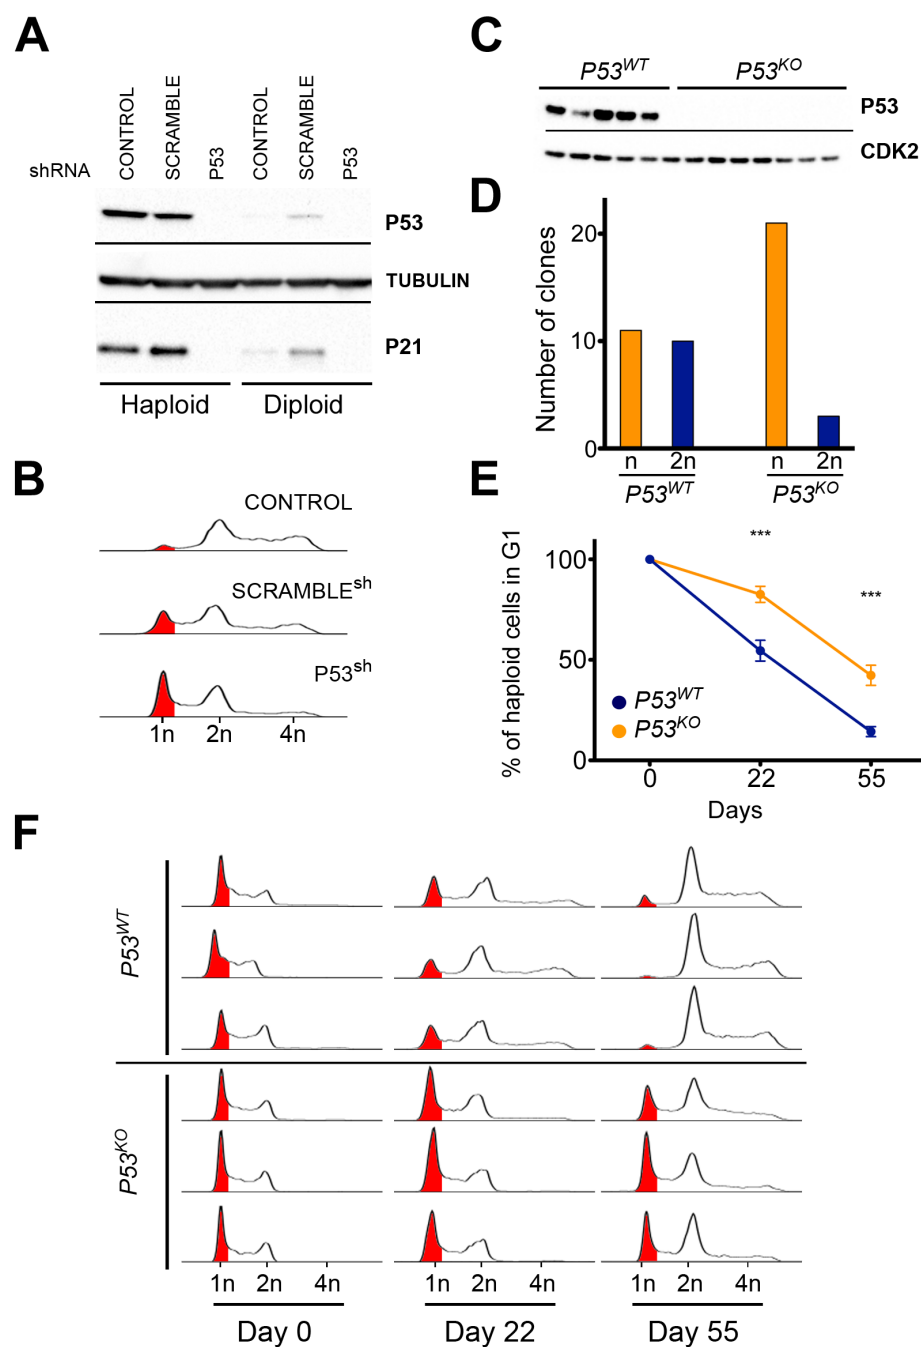 A
shRNA
CONTROL
SCRAMBLE
P53
CONTROL
SCRAMBLE
P53
P53
TUBULIN
P21
Haploid
Diploid
B
CONTROL
SCRAMBLEsh
P53sh
1n 2n 4n
C
P53WT P53KO
P53
CDK2
D
Number of clones
20
10
0
n 2n n 2n
P53WT P53KO
E
% of haploid cells in G1
100
50
0
*** ***
P53WT
P53KO
0 22 55
Days
F
P53WT
P53KO
1n 2n 4n 1n 2n 4n 1n 2n 4n
Day 0 Day 22 Day 55